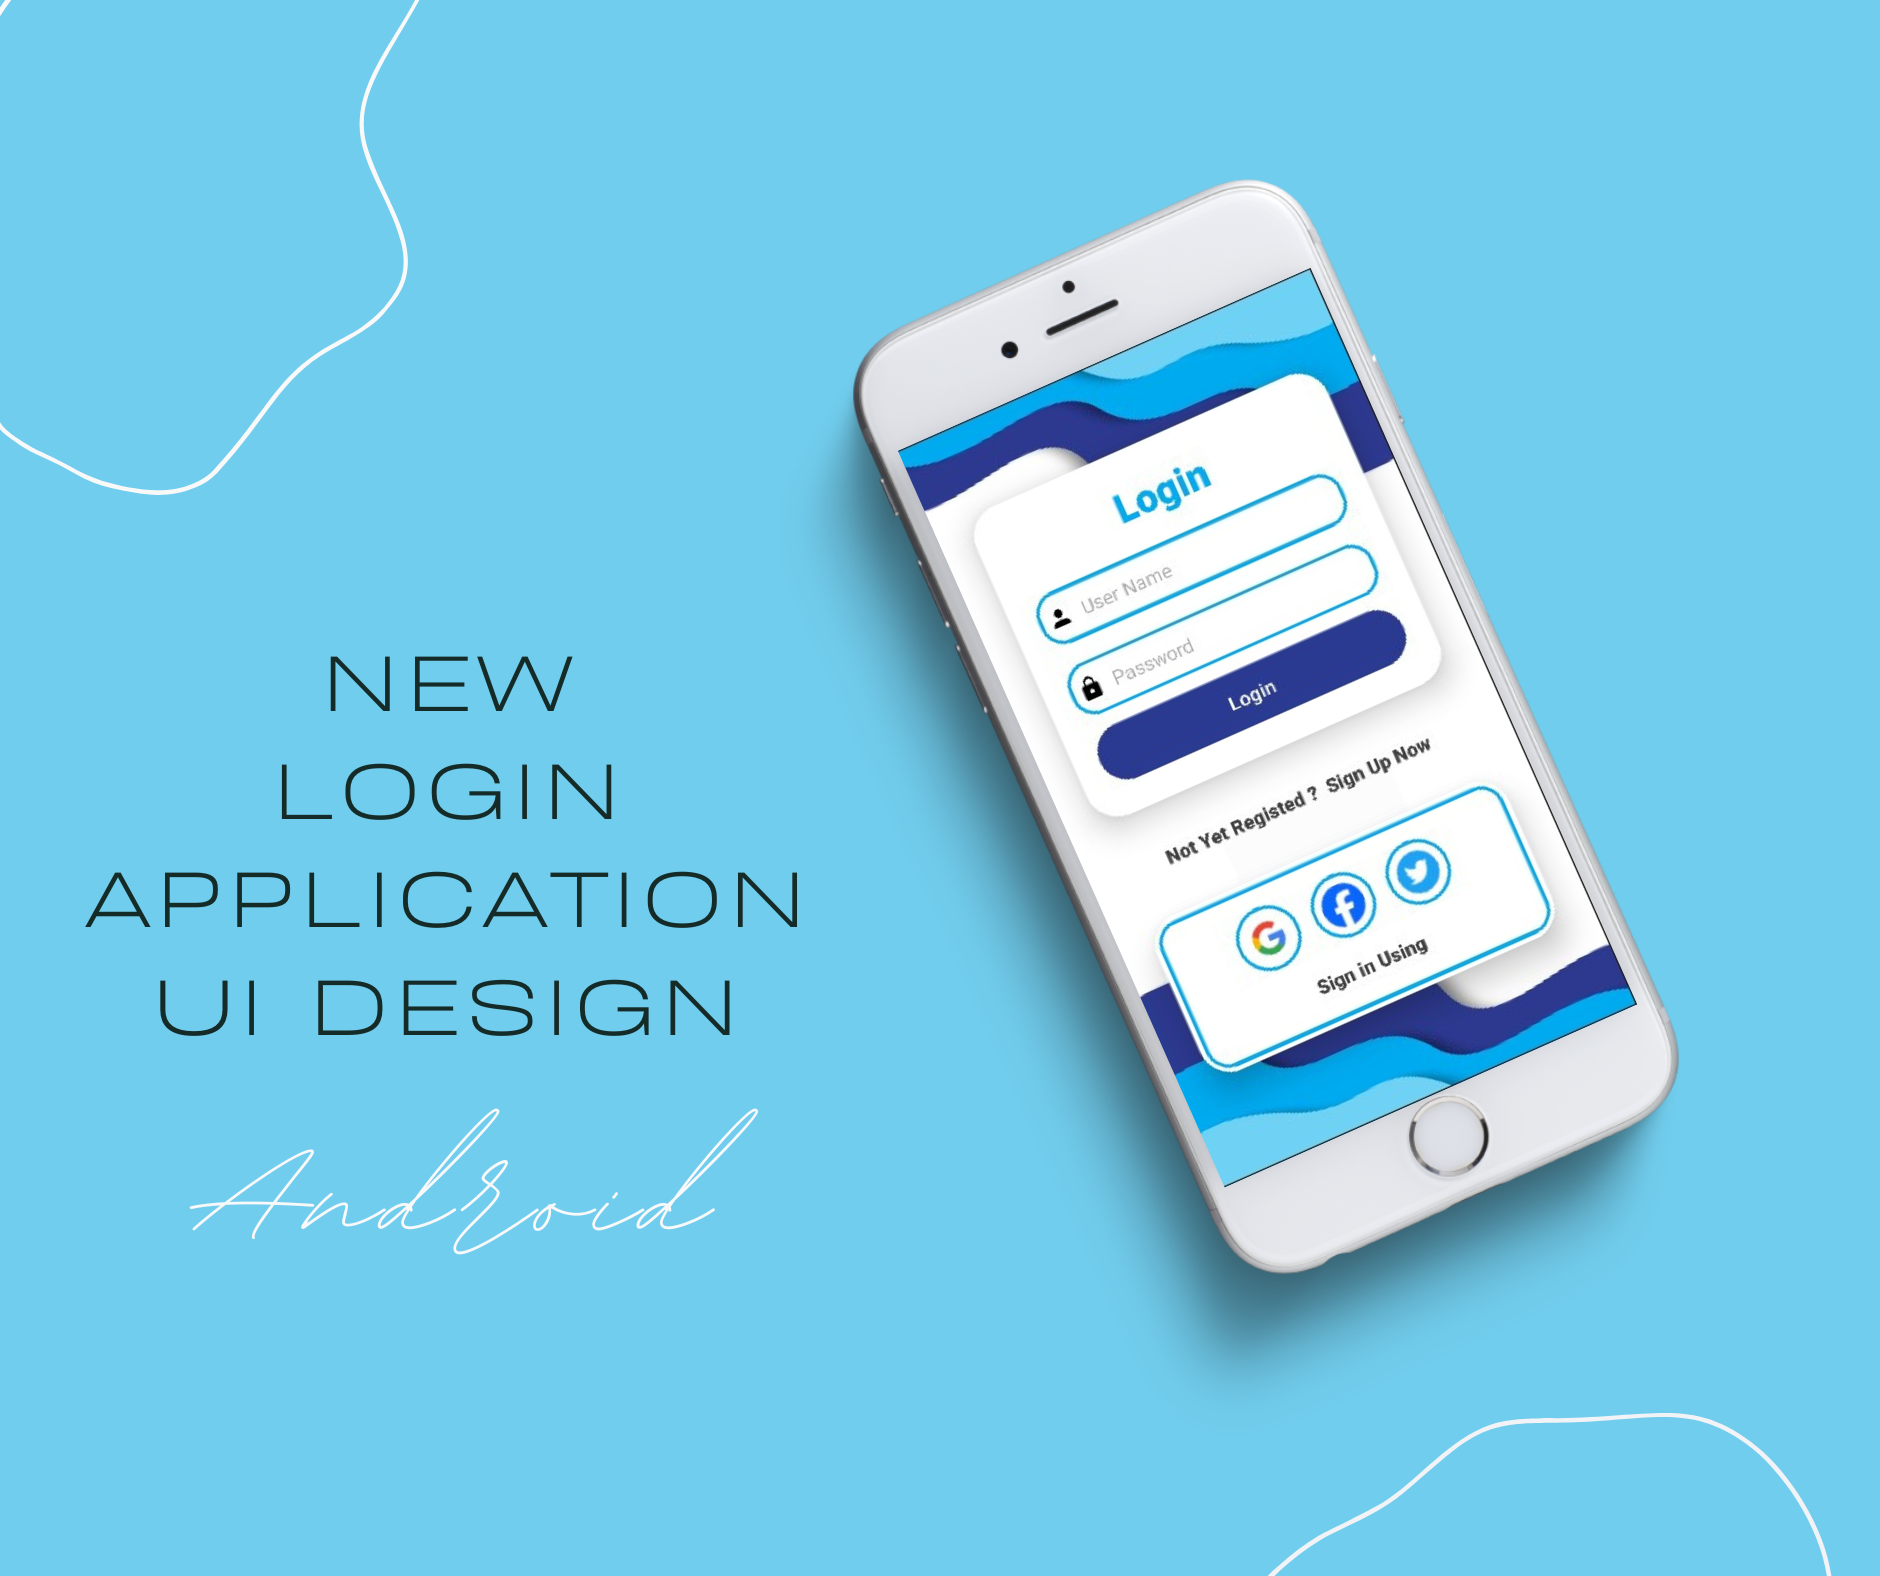 NEW
LOGIN
APPLICATION
UI DESIGN
Android
Login
User Name
Password
Login
Not Yet Registed ? Sign Up Now
Sign in Using